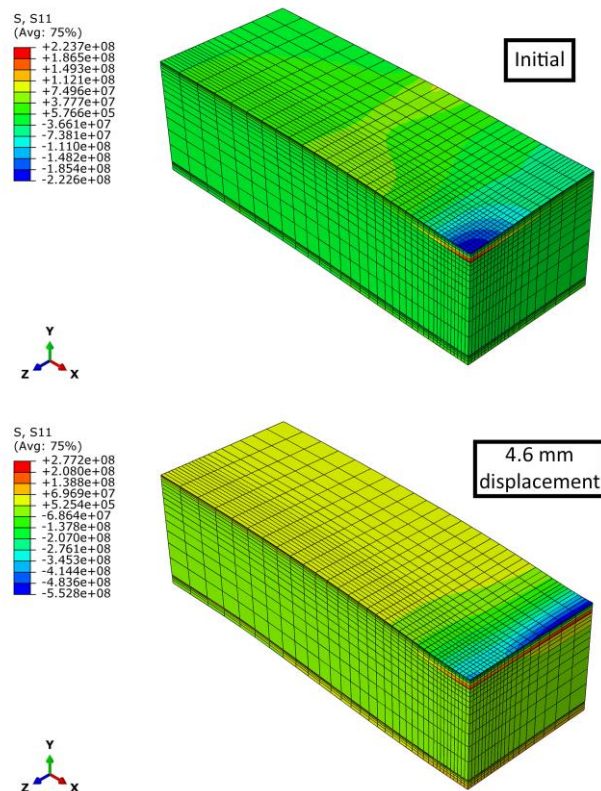 S, S11
(Avg: 75%)
+2.237e+08
+1.865e+08
+1.493e+08
+1.121e+08
+7.496e+07
+3.777e+07
+5.766e+05
-3.661e+07
-7.381e+07
-1.110e+08
-1.482e+08
-1.854e+08
-2.226e+08
Initial
Y
Z
X
S, S11
(Avg: 75%)
+2.772e+08
+2.080e+08
+1.388e+08
+6.969e+07
+5.254e+05
-6.864e+07
-1.378e+08
-2.070e+08
-2.761e+08
-3.453e+08
-4.144e+08
-4.836e+08
-5.528e+08
4.6 mm
displacement
Y
Z
X